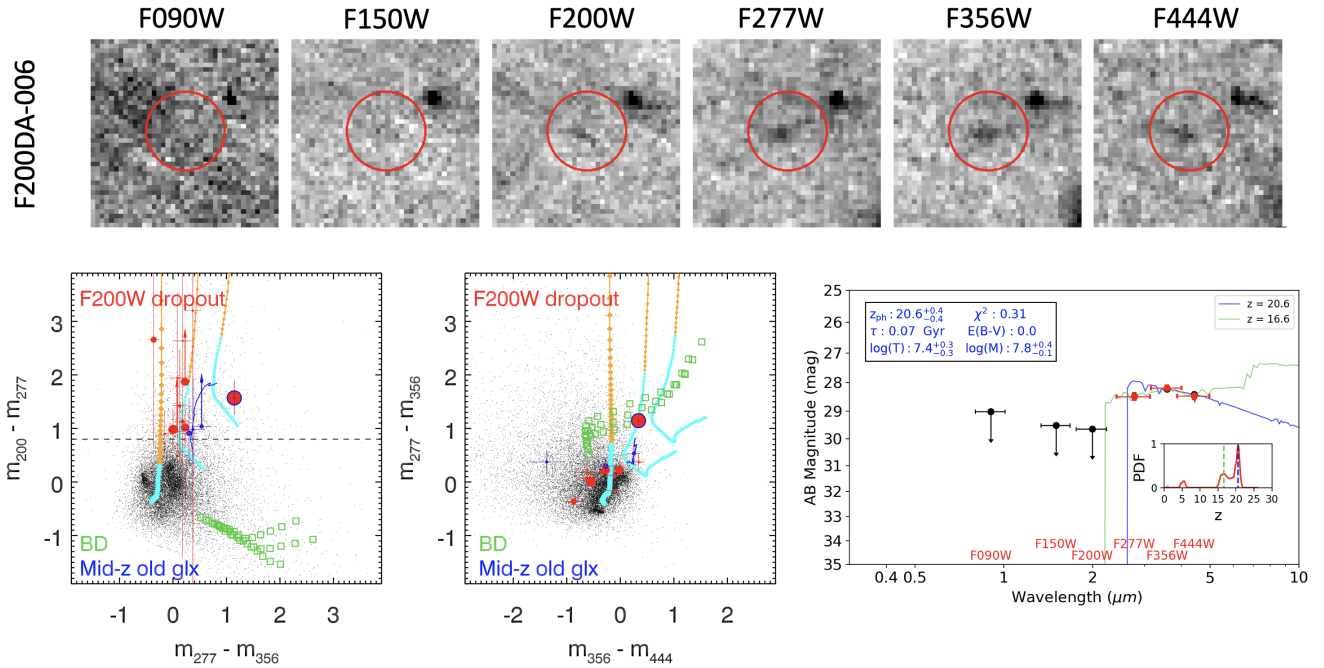 F090W F150W F200W F277W F356W F444W
F200DA-006
F200W dropout
BD
Mid-z old glx
m200 - m277
3
2
1
0
-1
-1 0 1 2 3
m277 - m356
F200W dropout
BD
Mid-z old glx
m277 - m356
3
2
1
0
-1
-2 -1 0 1 2
m356 - m444
AB Magnitude (mag)
25
26
27
28
29
30
31
32
33
34
35
zph : 20.6+0.4−0.4 χ² : 0.31
τ : 0.07 Gyr E(B-V) : 0.0
log(T) : 7.4+0.3−0.3 log(M) : 7.8+0.4−0.1
z = 20.6
z = 16.6
PDF
1
0
0 5 10 15 20 25 30
z
F090W F150W F200W F277W F356W F444W
0.4 0.5 1 2 5 10
Wavelength (μm)